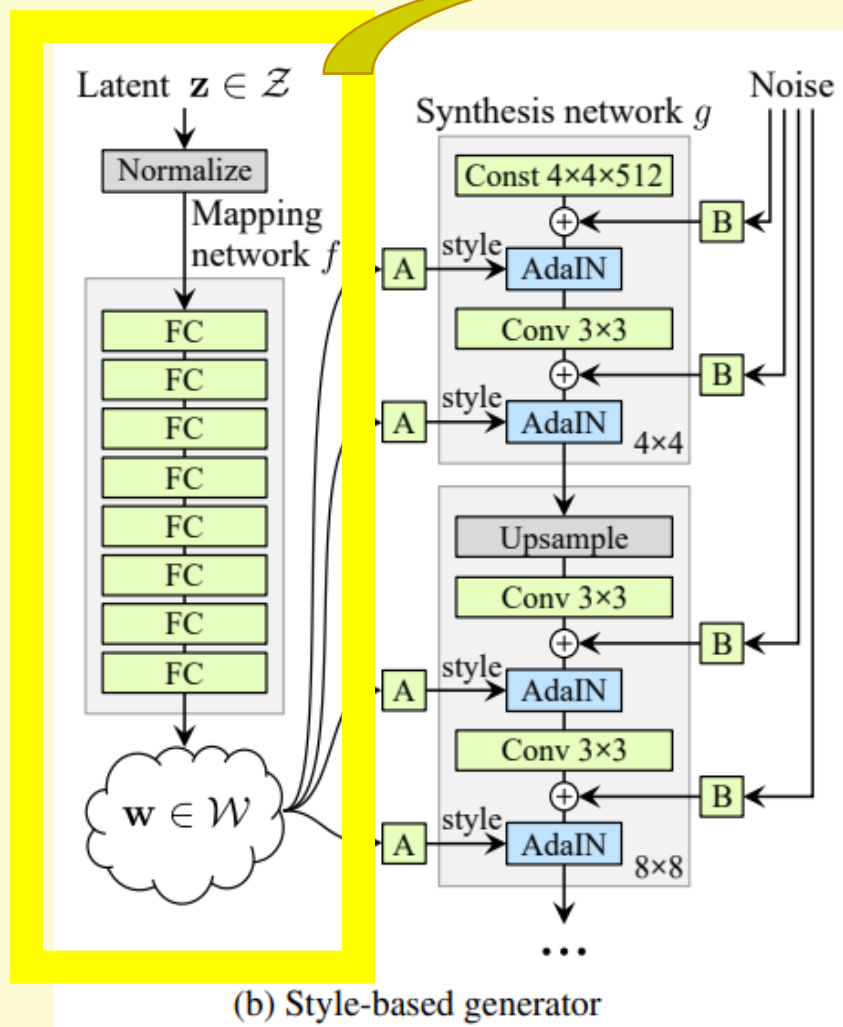 Latent z ∈ Z
Normalize
Mapping
network f
FC
FC
FC
FC
FC
FC
FC
FC
w ∈ W
Synthesis network g
Noise
Const 4×4×512
+
B
A
style
AdaIN
Conv 3×3
+
B
A
style
AdaIN
4×4
Upsample
Conv 3×3
+
B
A
style
AdaIN
Conv 3×3
+
B
A
style
AdaIN
8×8
...
(b) Style-based generator